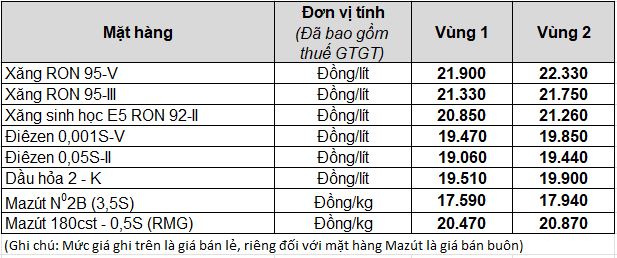 Mặt hàng Đơn vị tính Vùng 1 Vùng 2
(Đã bao gồm
thuế GTGT)
Xăng RON 95-V Đồng/lít 21.900 22.330
Xăng RON 95-III Đồng/lít 21.330 21.750
Xăng sinh học E5 RON 92-II Đồng/lít 20.850 21.260
Điêzen 0,001S-V Đồng/lít 19.470 19.850
Điêzen 0,05S-II Đồng/lít 19.060 19.440
Dầu hỏa 2 - K Đồng/lít 19.510 19.900
Mazút N⁰2B (3,5S) Đồng/kg 17.590 17.940
Mazút 180cst - 0,5S (RMG) Đồng/kg 20.470 20.870
(Ghi chú: Mức giá ghi trên là giá bán lẻ, riêng đối với mặt hàng Mazút là giá bán buôn)